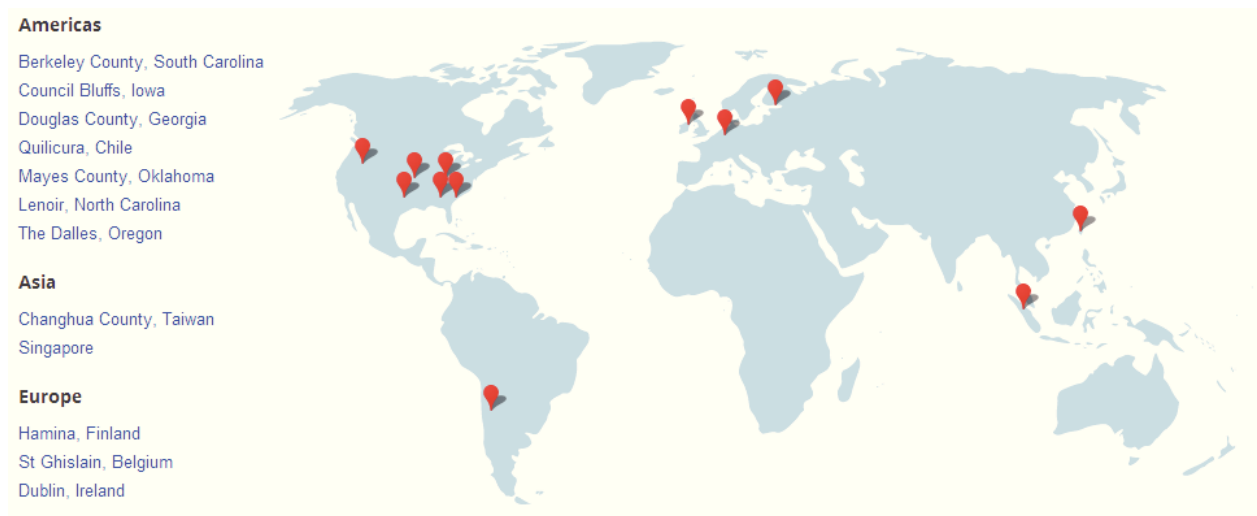 Americas
Berkeley County, South Carolina
Council Bluffs, Iowa
Douglas County, Georgia
Quilicura, Chile
Mayes County, Oklahoma
Lenoir, North Carolina
The Dalles, Oregon
Asia
Changhua County, Taiwan
Singapore
Europe
Hamina, Finland
St Ghislain, Belgium
Dublin, Ireland